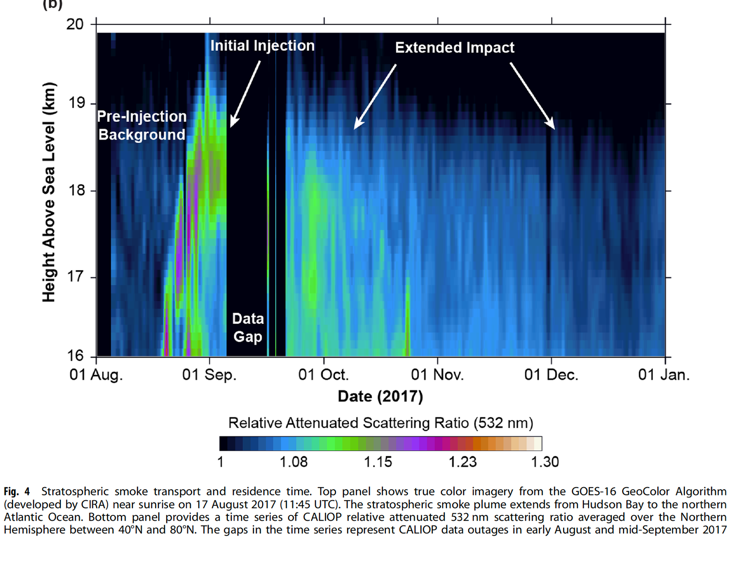 (b)
20
Initial Injection
Extended Impact
19
Pre-Injection
Background
18
Height Above Sea Level (km)
17
Data
Gap
16
01 Aug. 01 Sep. 01 Oct. 01 Nov. 01 Dec. 01 Jan.
Date (2017)
Relative Attenuated Scattering Ratio (532 nm)
1 1.08 1.15 1.23 1.30
Fig. 4 Stratospheric smoke transport and residence time. Top panel shows true color imagery from the GOES-16 GeoColor Algorithm
(developed by CIRA) near sunrise on 17 August 2017 (11:45 UTC). The stratospheric smoke plume extends from Hudson Bay to the northern
Atlantic Ocean. Bottom panel provides a time series of CALIOP relative attenuated 532 nm scattering ratio averaged over the Northern
Hemisphere between 40°N and 80°N. The gaps in the time series represent CALIOP data outages in early August and mid-September 2017